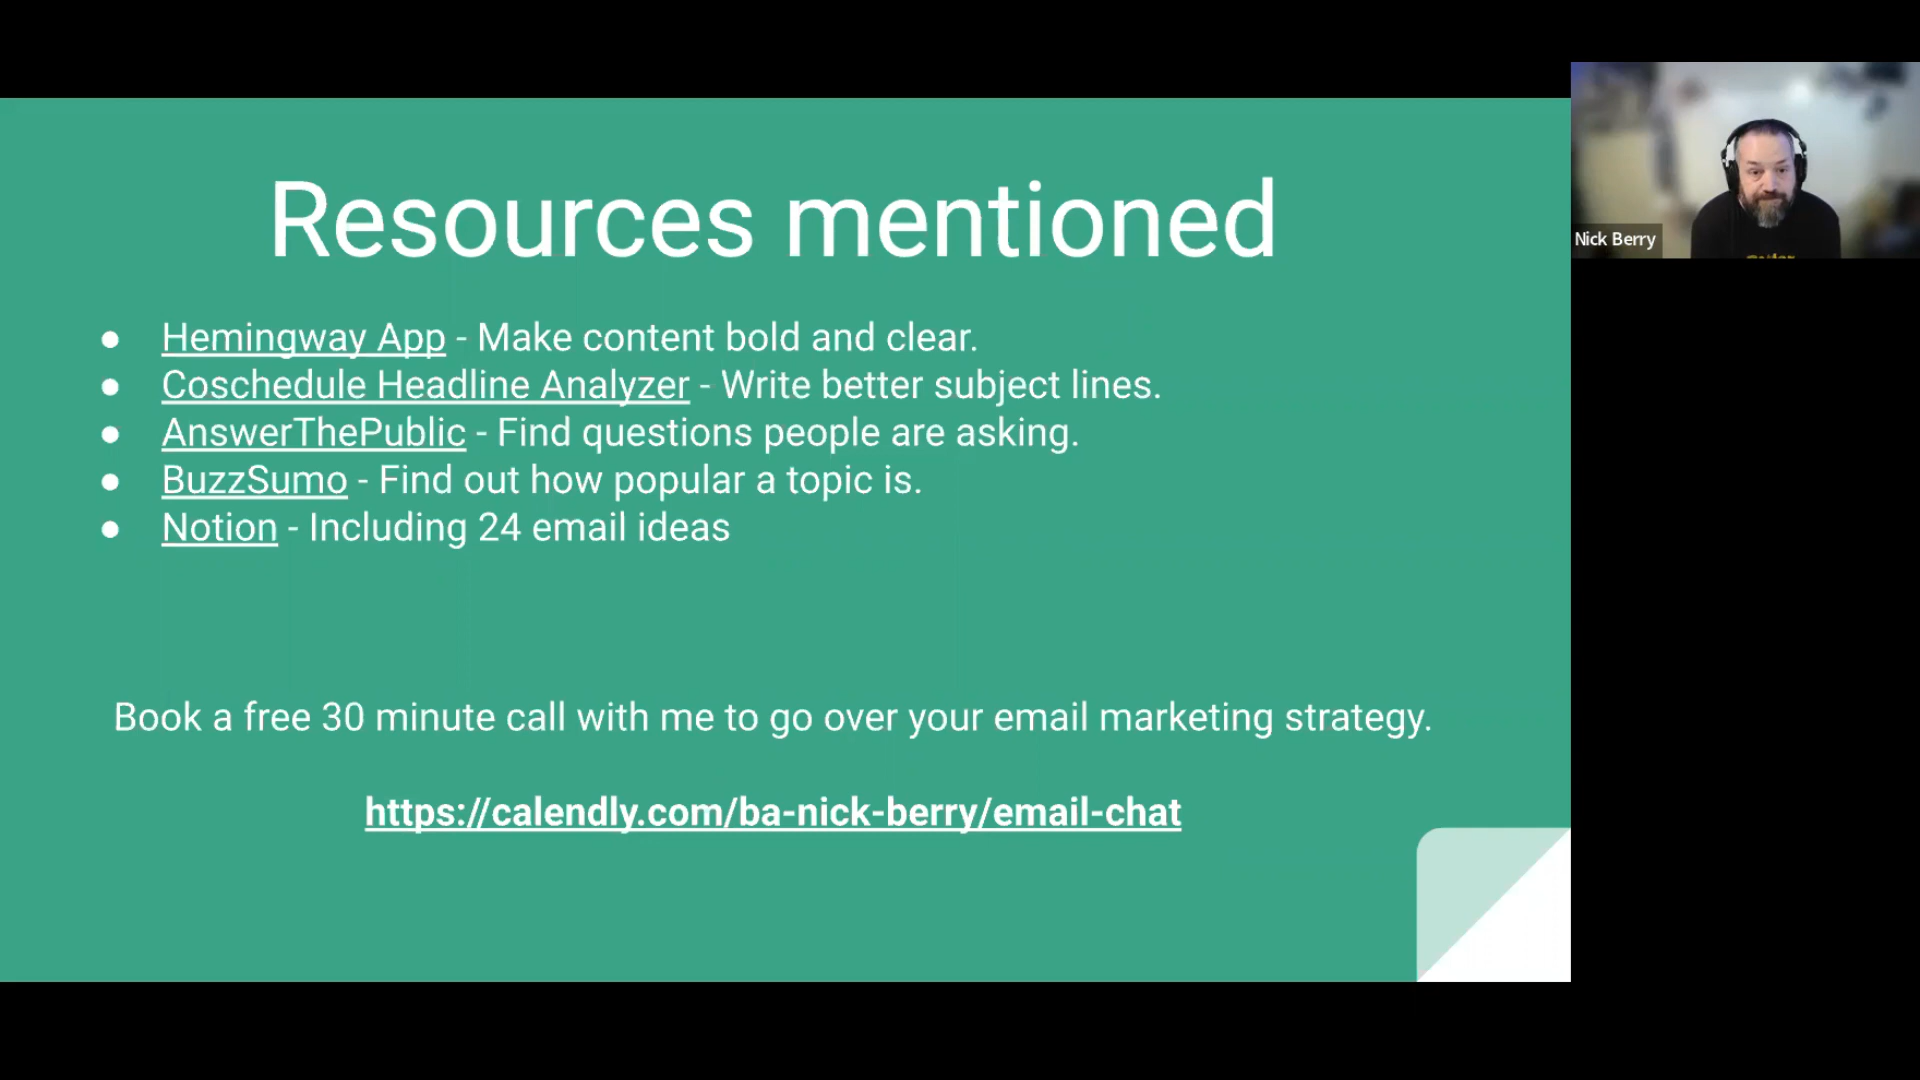 Resources mentioned
Nick Berry
● Hemingway App - Make content bold and clear.
● Coschedule Headline Analyzer - Write better subject lines.
● AnswerThePublic - Find questions people are asking.
● BuzzSumo - Find out how popular a topic is.
● Notion - Including 24 email ideas
Book a free 30 minute call with me to go over your email marketing strategy.
https://calendly.com/ba-nick-berry/email-chat